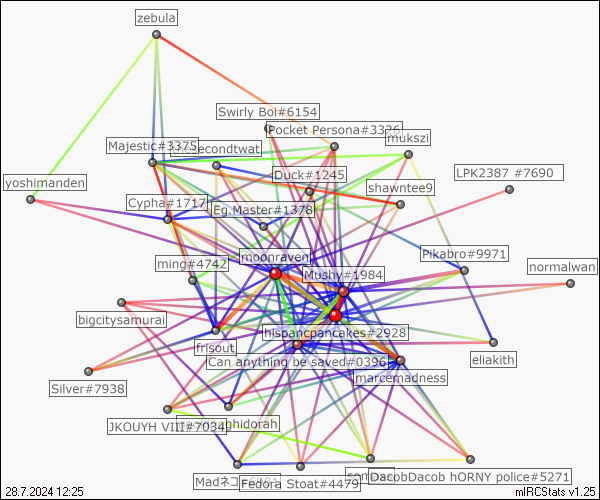 zebula
Swirly Boi#6154
Pocket Persona#3326
mukszi
Majestic#3375
Duck#1245
LPK2387 #7690
yoshimanden
shawntee9
Cypha#1717
Eg.Master#1378
moonraven
Pikabro#9971
ming#4742
Mushy#1984
normalwan
bigcitysamurai
hispancpancakes#2928
frisout
Can anything be saved#0396
eliakith
marcemadness
Silver#7938
JKOUYH VIII#7034
hidorah
Madネコ
Fedora Stoat#4479
DacobDacob hORNY police#5271
28.7.2024 12:25
mIRCStats v1.25